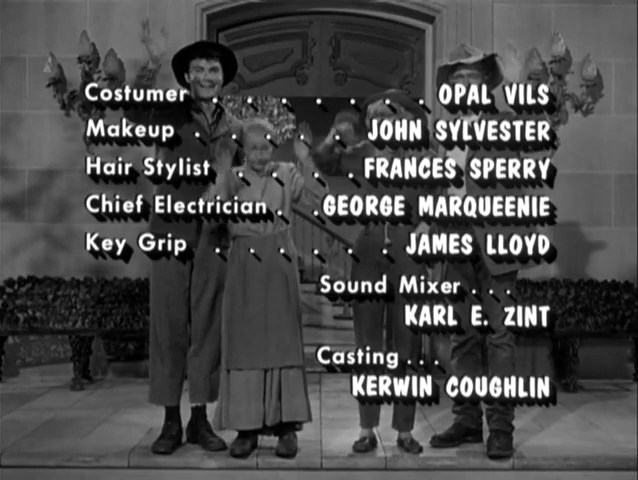 Costumer . . . . . . . OPAL VILS
Makeup . . . . . JOHN SYLVESTER
Hair Stylist . . . . . FRANCES SPERRY
Chief Electrician . . GEORGE MARQUEENIE
Key Grip . . . . . . . JAMES LLOYD
Sound Mixer . . .
KARL E. ZINT
Casting . . .
KERWIN COUGHLIN